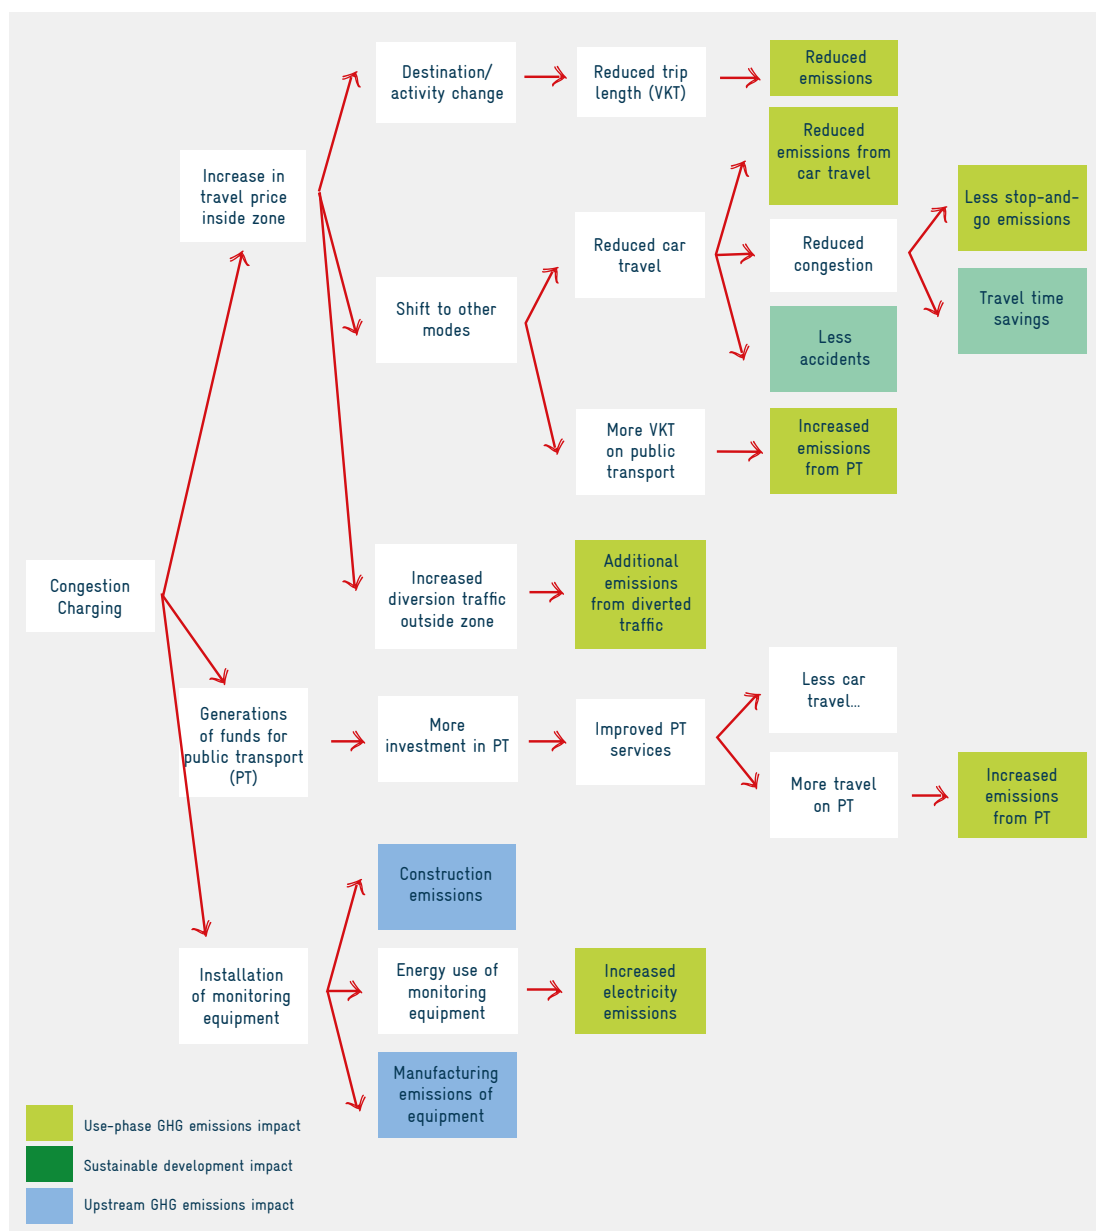 Destination/
activity change
Reduced trip
length (VKT)
Reduced
emissions
Increase in
travel price
inside zone
Reduced
emissions from
car travel
Reduced car
travel
Reduced
congestion
Less stop-and-
go emissions
Travel time
savings
Shift to other
modes
Less
accidents
More VKT
on public
transport
Increased
emissions
from PT
Congestion
Charging
Increased
diversion traffic
outside zone
Additional
emissions
from diverted
traffic
Generations
of funds for
public transport
(PT)
More
investment in PT
Improved PT
services
Less car
travel...
More travel
on PT
Increased
emissions
from PT
Construction
emissions
Installation
of monitoring
equipment
Energy use of
monitoring
equipment
Increased
electricity
emissions
Manufacturing
emissions of
equipment
Use-phase GHG emissions impact
Sustainable development impact
Upstream GHG emissions impact